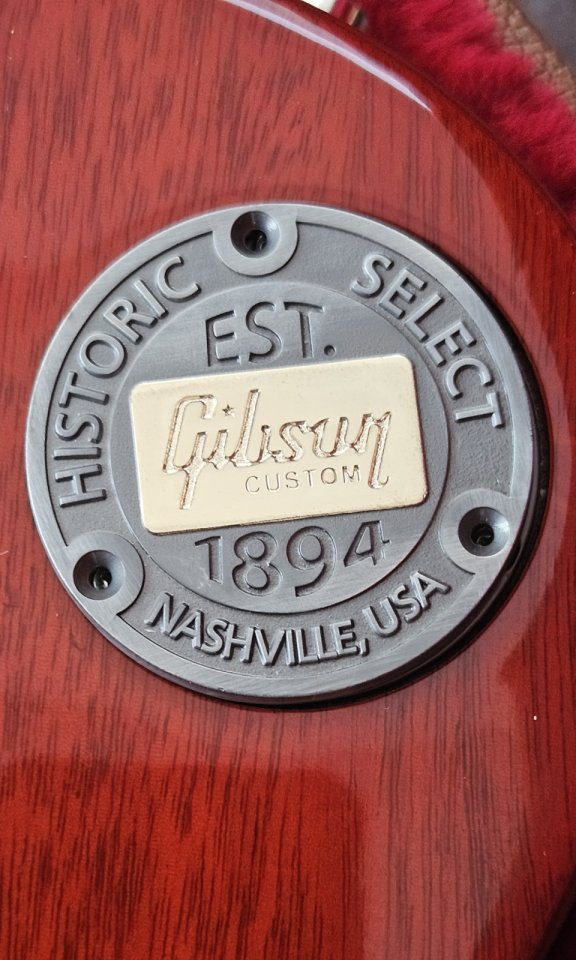 HISTORIC SELECT
EST.
Gibson
CUSTOM
1894
NASHVILLE, USA